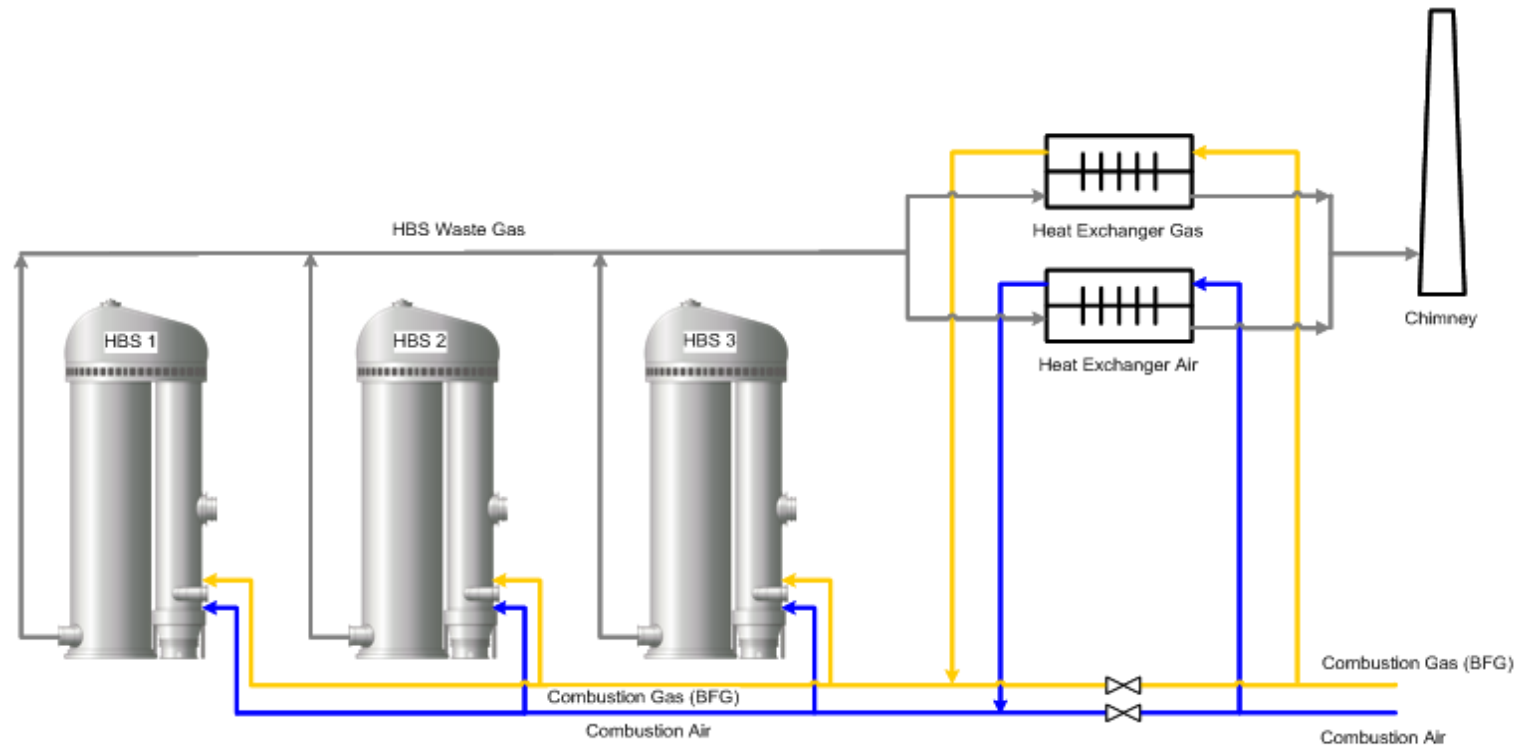 HBS Waste Gas
Heat Exchanger Gas
Chimney
HBS 1
HBS 2
HBS 3
Heat Exchanger Air
Combustion Gas (BFG)
Combustion Gas (BFG)
Combustion Air
Combustion Air